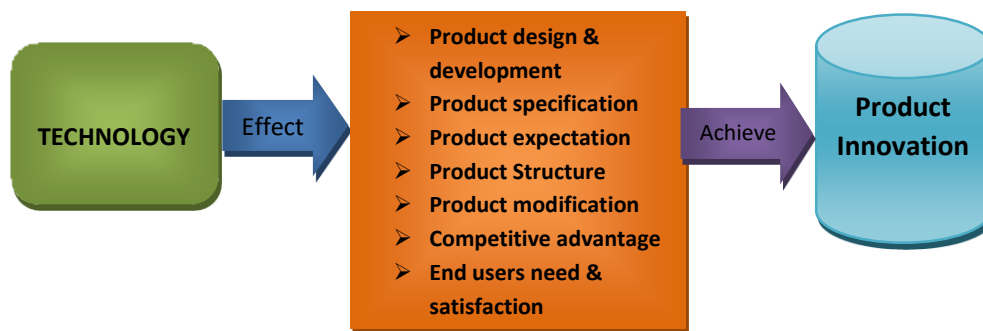 TECHNOLOGY
Effect
➢ Product design &
development
➢ Product specification
➢ Product expectation
➢ Product Structure
➢ Product modification
➢ Competitive advantage
➢ End users need &
satisfaction
Achieve
Product
Innovation